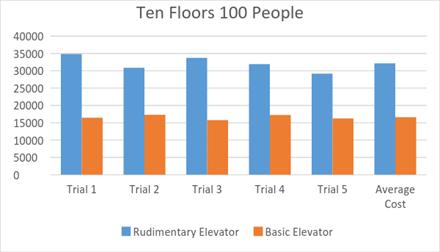 Ten Floors 100 People
40000
35000
30000
25000
20000
15000
10000
5000
0
Trial 1 Trial 2 Trial 3 Trial 4 Trial 5 Average
Cost
Rudimentary Elevator Basic Elevator